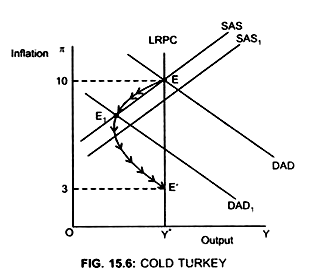 LRPC
SAS
SAS1
Inflation π
10
E
E1
DAD
3
E'
DAD1
O
Y*
Output
Y
FIG. 15.6: COLD TURKEY